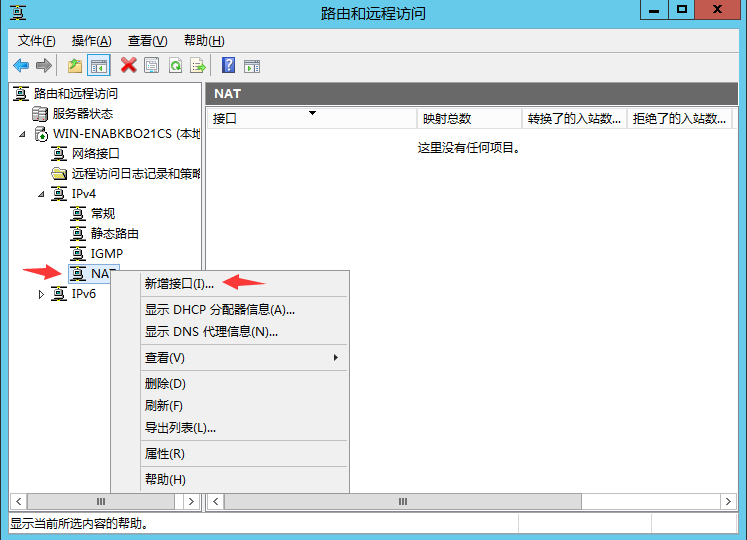 路由和远程访问
文件(F) 操作(A) 查看(V) 帮助(H)
路由和远程访问
服务器状态
WIN-ENABKBO21CS (本地
网络接口
远程访问日志记录和策略
IPv4
常规
静态路由
IGMP
NAT
IPv6
NAT
接口 映射总数 转换了的入站数... 拒绝了的入站数...
这里没有任何项目。
新增接口(I)...
显示 DHCP 分配器信息(A)...
显示 DNS 代理信息(N)...
查看(V)
删除(D)
刷新(F)
导出列表(L)...
属性(R)
帮助(H)
显示当前所选内容的帮助。